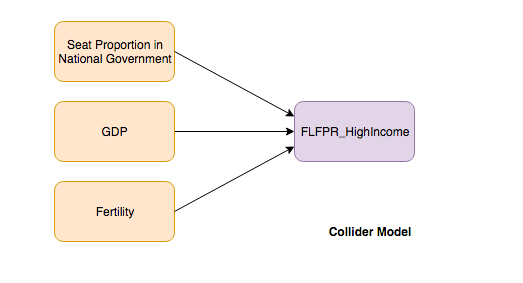 Seat Proportion in
National Government
GDP
FLFPR_HighIncome
Fertility
Collider Model